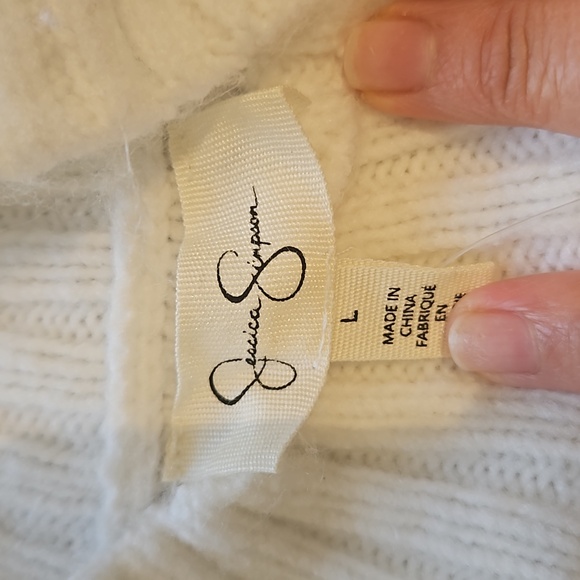 Jessica Simpson
L
MADE IN
CHINA
FABRIQUÉ
EN